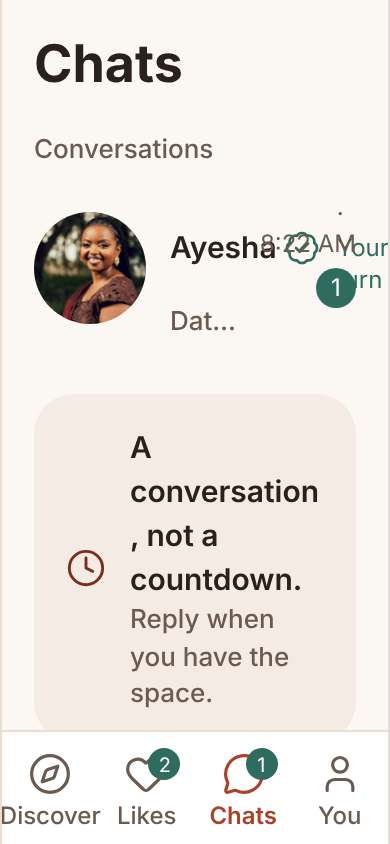 Chats
Conversations
Ayesha 8:22 AM · Your
turn
1
Dat...
A
conversation
, not a
countdown.
Reply when
you have the
space.
2
1
Discover Likes Chats You